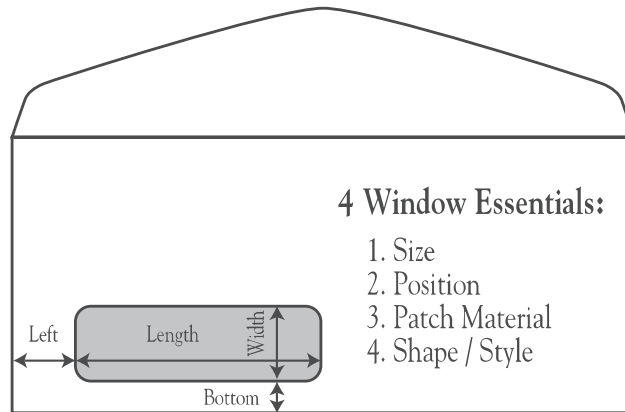 4 Window Essentials:
1. Size
2. Position
3. Patch Material
4. Shape / Style
Left
Length
Width
Bottom